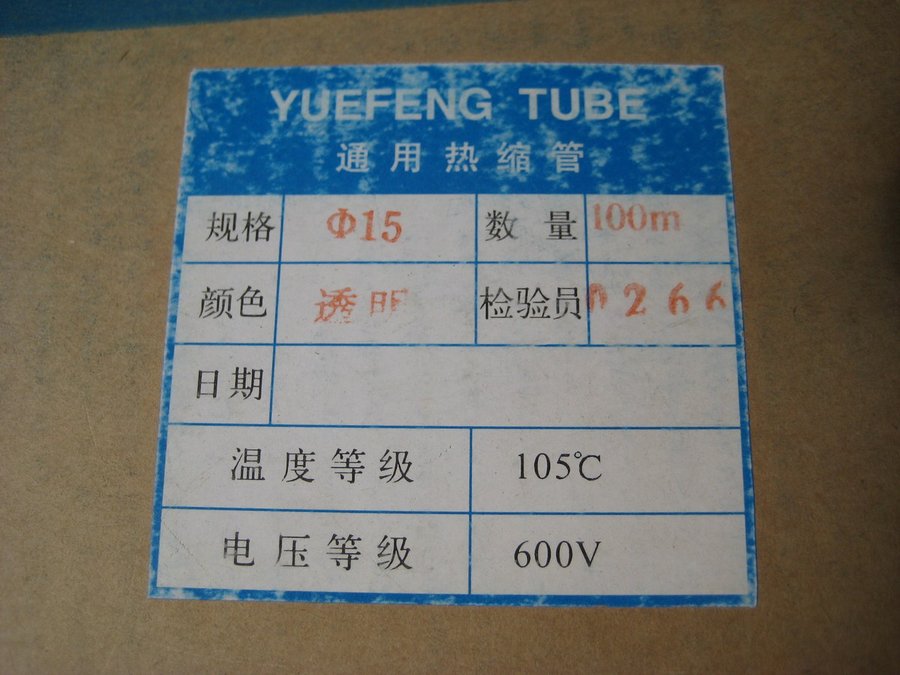 YUEFENG TUBE
通用热缩管
规格 Φ15 数量 100m
颜色 透明 检验员 0266
日期
温度等级 105℃
电压等级 600V